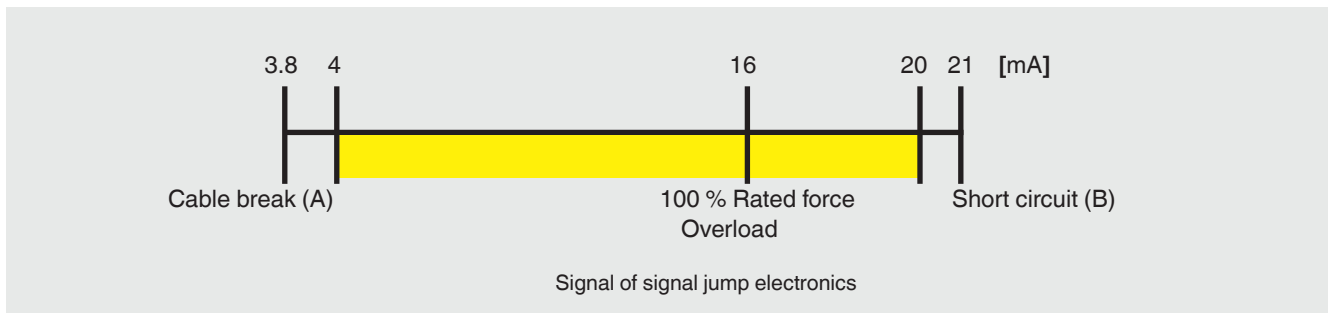 3.8 4 16 20 21 [mA]
Cable break (A) 100 % Rated force Short circuit (B)
Overload
Signal of signal jump electronics